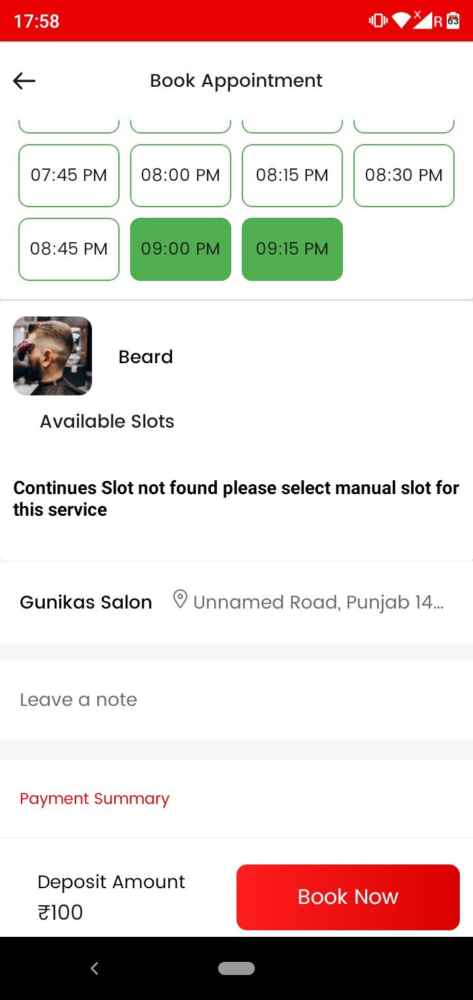 17:58
R 63
Book Appointment
07:45 PM 08:00 PM 08:15 PM 08:30 PM
08:45 PM 09:00 PM 09:15 PM
Beard
Available Slots
Continues Slot not found please select manual slot for
this service
Gunikas Salon Unnamed Road, Punjab 14...
Leave a note
Payment Summary
Deposit Amount
₹100
Book Now